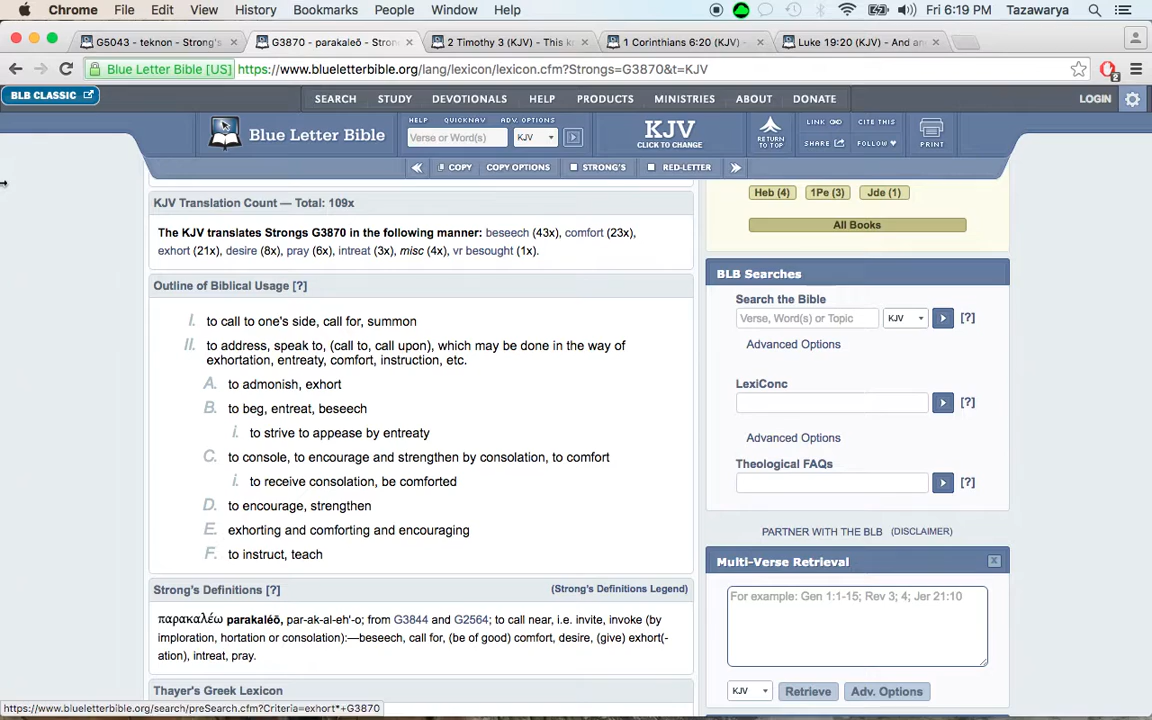 Chrome File Edit View History Bookmarks People Window Help Fri 6:19 PM Tazawarya
G5043 - teknon - Strong's
G3870 - parakaleō - Stron
2 Timothy 3 (KJV) - This k
1 Corinthians 6:20 (KJV) -
Luke 19:20 (KJV) - And an
Blue Letter Bible [US] https://www.blueletterbible.org/lang/lexicon/lexicon.cfm?Strongs=G3870&t=KJV
2
BLB CLASSIC
SEARCH STUDY DEVOTIONALS HELP PRODUCTS MINISTRIES ABOUT DONATE LOGIN
Blue Letter Bible
HELP QUICKNAV ADV. OPTIONS
Verse or Word(s) KJV
KJV
CLICK TO CHANGE
RETURN
TO TOP
LINK CITE THIS
SHARE FOLLOW
PRINT
COPY COPY OPTIONS STRONG'S RED-LETTER
KJV Translation Count — Total: 109x
The KJV translates Strongs G3870 in the following manner: beseech (43x), comfort (23x),
exhort (21x), desire (8x), pray (6x), intreat (3x), misc (4x), vr besought (1x).
Outline of Biblical Usage [?]
I. to call to one's side, call for, summon
II. to address, speak to, (call to, call upon), which may be done in the way of
exhortation, entreaty, comfort, instruction, etc.
A. to admonish, exhort
B. to beg, entreat, beseech
i. to strive to appease by entreaty
C. to console, to encourage and strengthen by consolation, to comfort
i. to receive consolation, be comforted
D. to encourage, strengthen
E. exhorting and comforting and encouraging
F. to instruct, teach
Strong's Definitions [?] (Strong's Definitions Legend)
παρακαλέω parakaléō, par-ak-al-eh'-o; from G3844 and G2564; to call near, i.e. invite, invoke (by
imploration, hortation or consolation):—beseech, call for, (be of good) comfort, desire, (give) exhort(-
ation), intreat, pray.
Thayer's Greek Lexicon
Heb (4) 1Pe (3) Jde (1)
All Books
BLB Searches
Search the Bible
Verse, Word(s) or Topic KJV [?]
Advanced Options
LexiConc
[?]
Advanced Options
Theological FAQs
[?]
PARTNER WITH THE BLB (DISCLAIMER)
Multi-Verse Retrieval x
For example: Gen 1:1-15; Rev 3; 4; Jer 21:10
KJV Retrieve Adv. Options
https://www.blueletterbible.org/search/preSearch.cfm?Criteria=exhort*+G3870